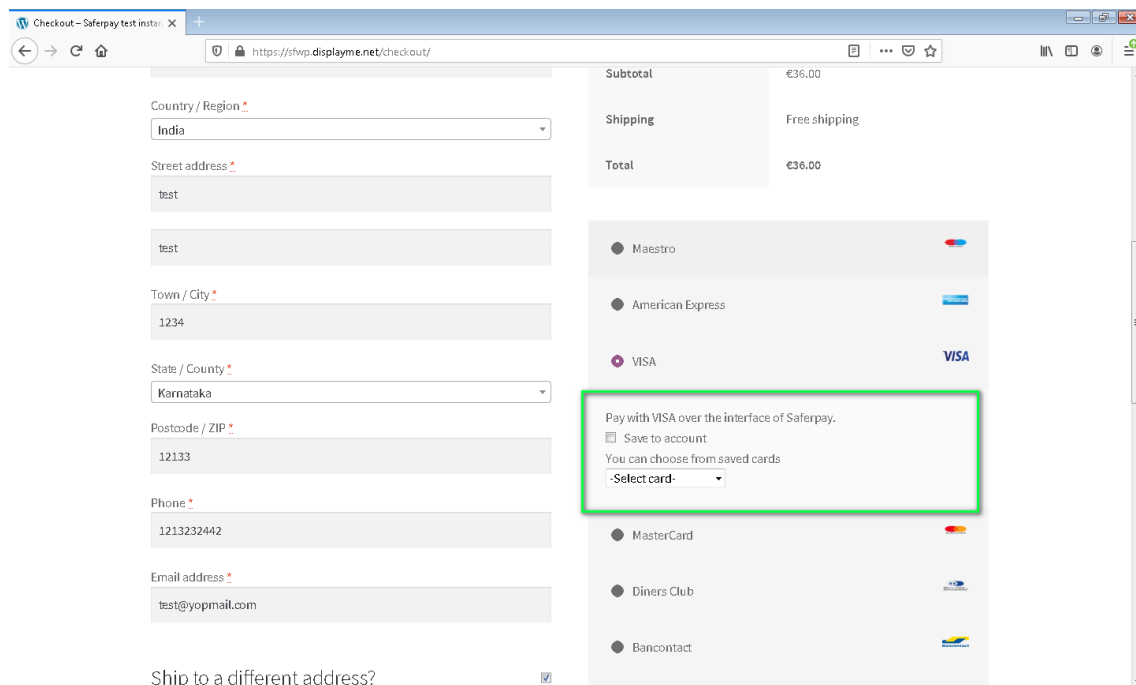 Checkout – Saferpay test instan
https://sfwp.displayme.net/checkout/
Country / Region *
India
Street address *
test
test
Town / City *
1234
State / County *
Karnataka
Postcode / ZIP *
12133
Phone *
1213232442
Email address *
test@yopmail.com
Ship to a different address?
Subtotal €36.00
Shipping Free shipping
Total €36.00
Maestro
American Express
VISA VISA
Pay with VISA over the interface of Saferpay.
Save to account
You can choose from saved cards
-Select card-
MasterCard
Diners Club
Bancontact